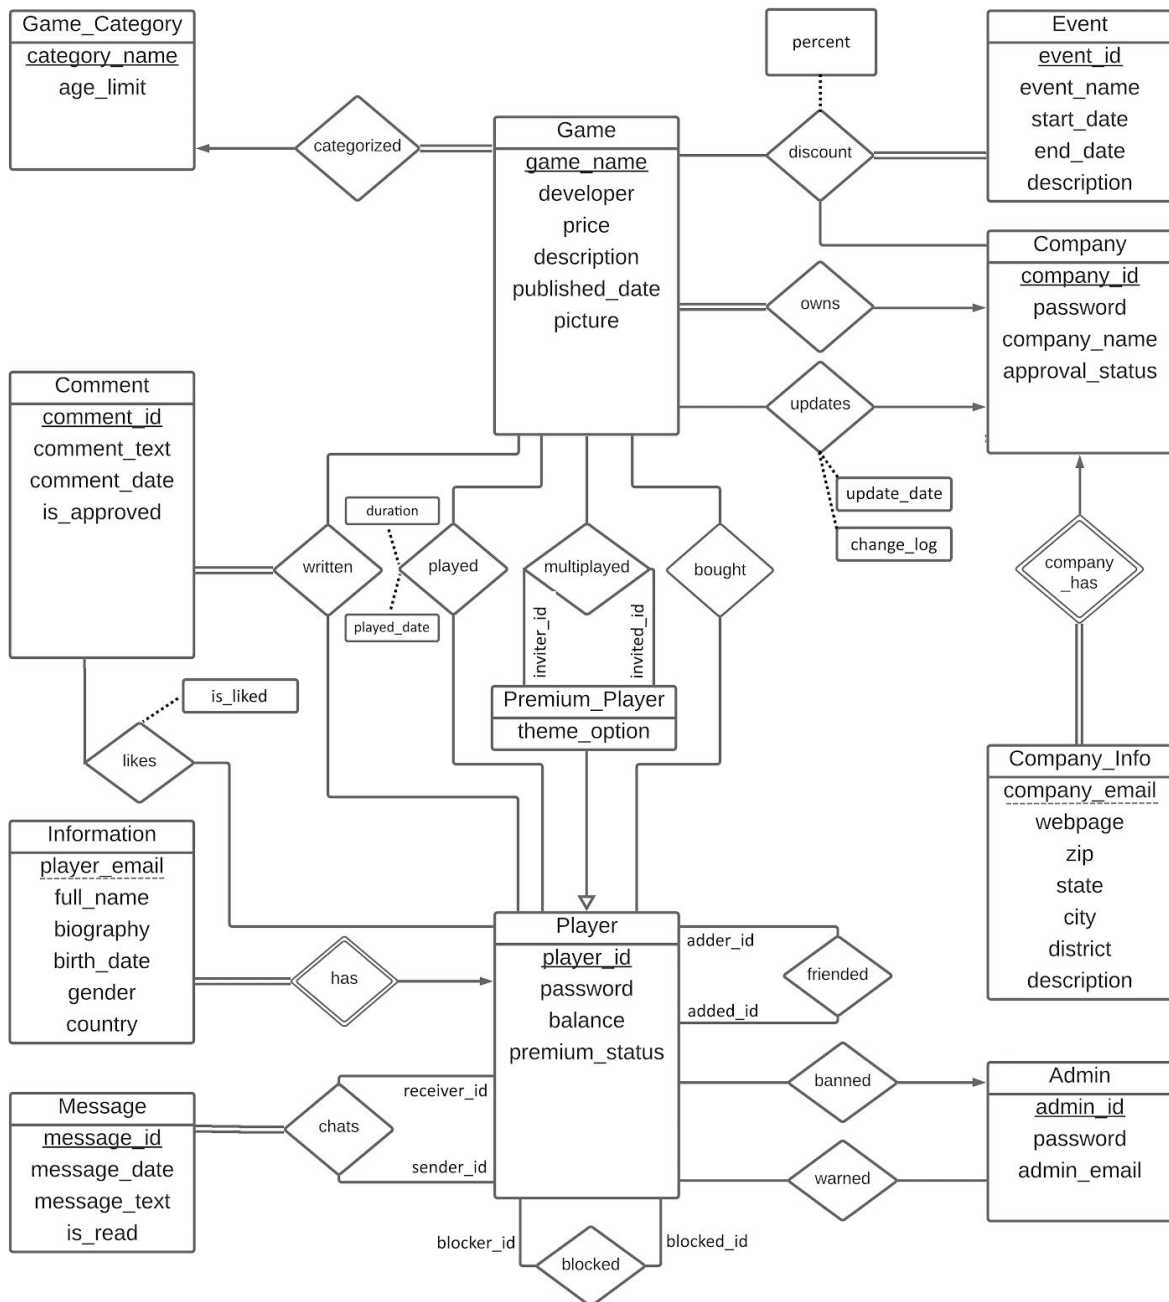 Game_Category
category_name
age_limit
categorized
Game
game_name
developer
price
description
published_date
picture
percent
discount
Event
event_id
event_name
start_date
end_date
description
Company
company_id
password
company_name
approval_status
owns
updates
update_date
change_log
Comment
comment_id
comment_text
comment_date
is_approved
written
duration
played
played_date
multiplayed
inviter_id
invited_id
bought
company
_has
Premium_Player
theme_option
is_liked
likes
Company_Info
company_email
webpage
zip
state
city
district
description
Information
player_email
full_name
biography
birth_date
gender
country
has
Player
player_id
password
balance
premium_status
adder_id
friended
added_id
banned
warned
Admin
admin_id
password
admin_email
Message
message_id
message_date
message_text
is_read
chats
receiver_id
sender_id
blocker_id
blocked
blocked_id